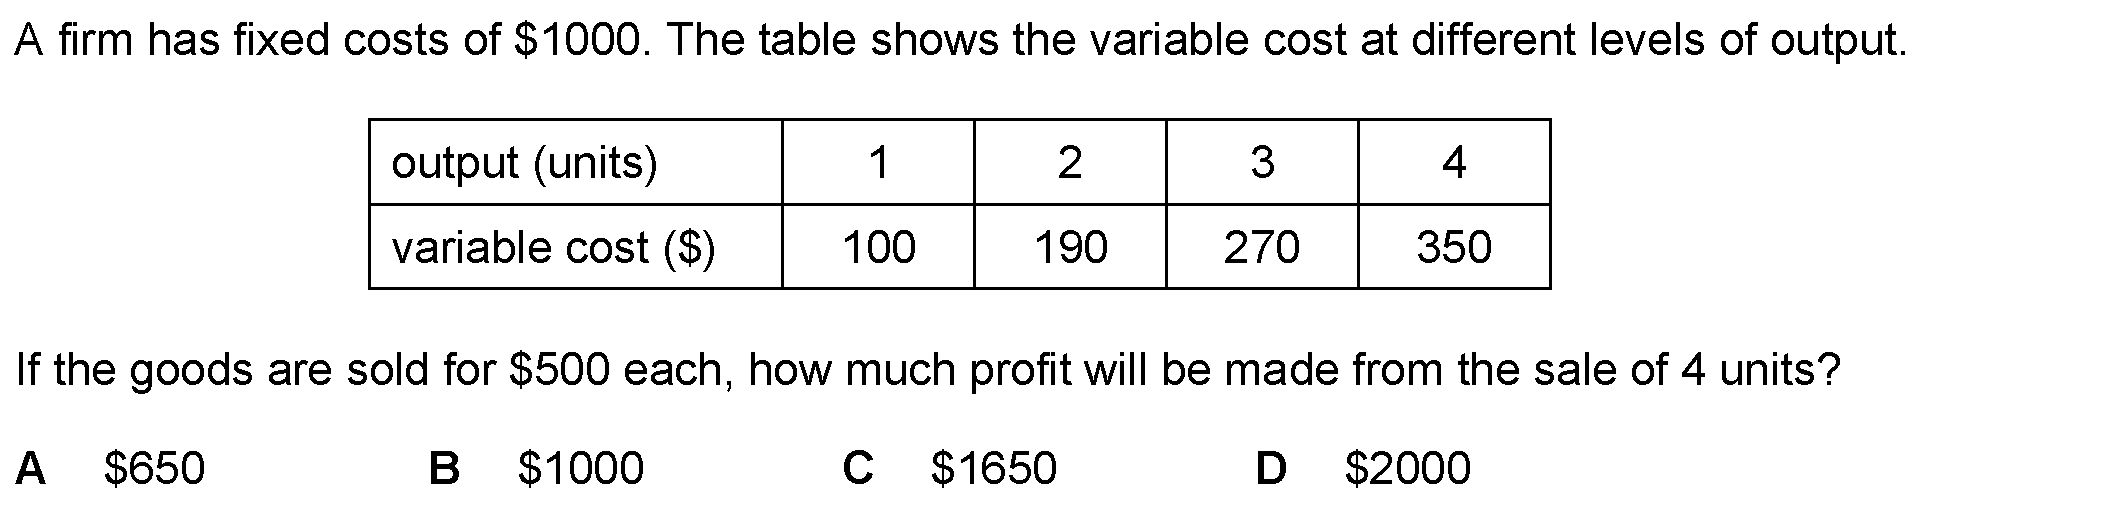 A firm has fixed costs of $1000. The table shows the variable cost at different levels of output.
output (units) 1 2 3 4
variable cost ($) 100 190 270 350
If the goods are sold for $500 each, how much profit will be made from the sale of 4 units?
A $650 B $1000 C $1650 D $2000